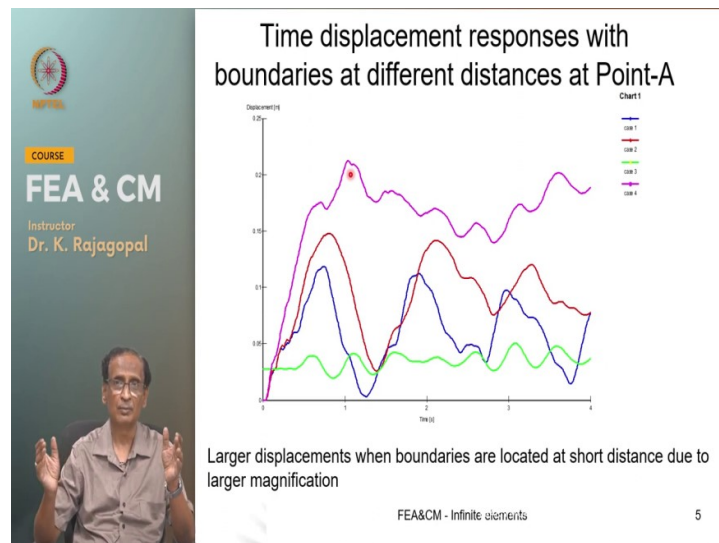 Time displacement responses with
boundaries at different distances at Point-A
NPTEL
COURSE
FEA & CM
Instructor
Dr. K. Rajagopal
Chart 1
Displacement [m]
0.25
0.2
0.15
0.1
0.05
0
0 1 2 3 4
Time [s]
case 1
case 2
case 3
case 4
Larger displacements when boundaries are located at short distance due to
larger magnification
FEA&CM - Infinite elements
5